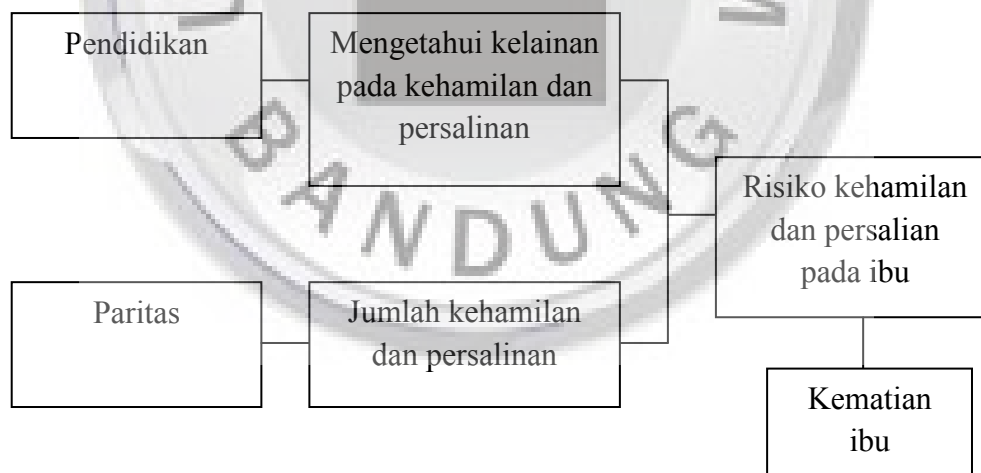 Pendidikan
Mengetahui kelainan
pada kehamilan dan
persalinan
Paritas
Jumlah kehamilan
dan persalinan
Risiko kehamilan
dan persalian
pada ibu
Kematian
ibu
BANDUNG